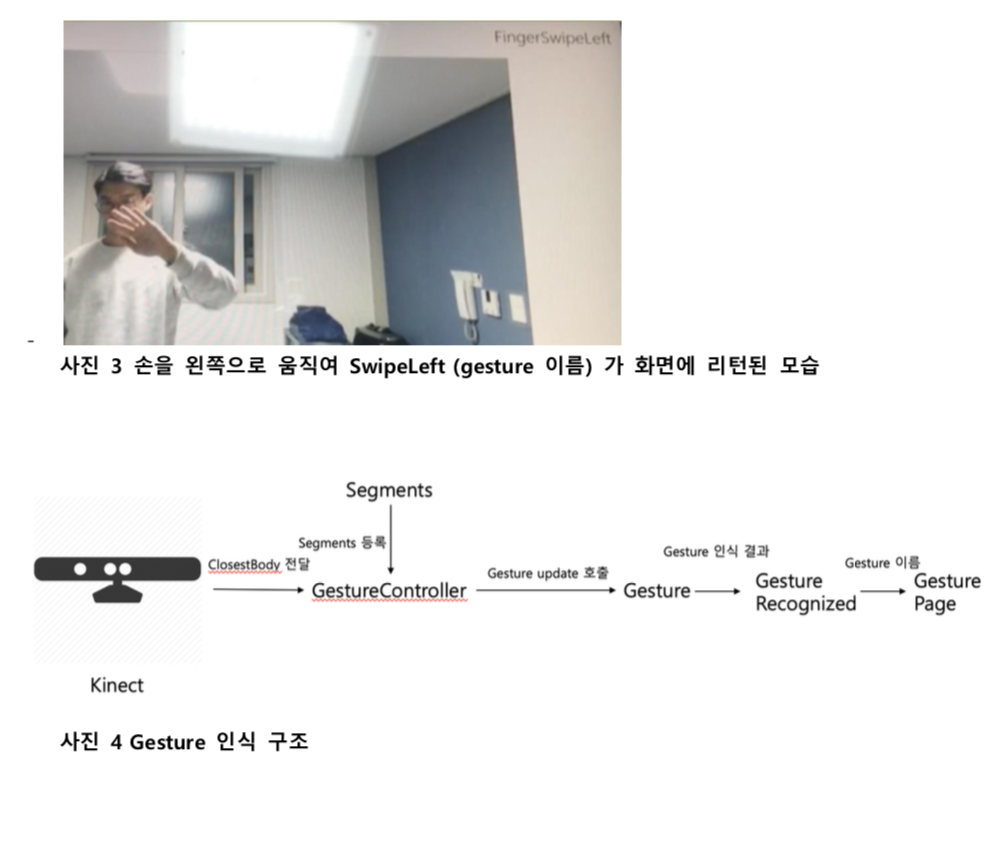 FingerSwipeLeft
-
사진 3 손을 왼쪽으로 움직여 SwipeLeft (gesture 이름) 가 화면에 리턴된 모습
Segments
Segments 등록
ClosestBody 전달
GestureController
Gesture update 호출
Gesture
Gesture 인식 결과
Gesture
Recognized
Gesture 이름
Gesture
Page
Kinect
사진 4 Gesture 인식 구조